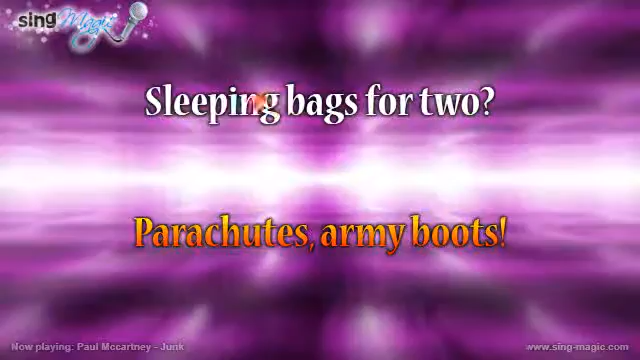 sing Magic
Sleeping bags for two?
Parachutes, army boots!
Now playing: Paul Mccartney - Junk
www.sing-magic.com